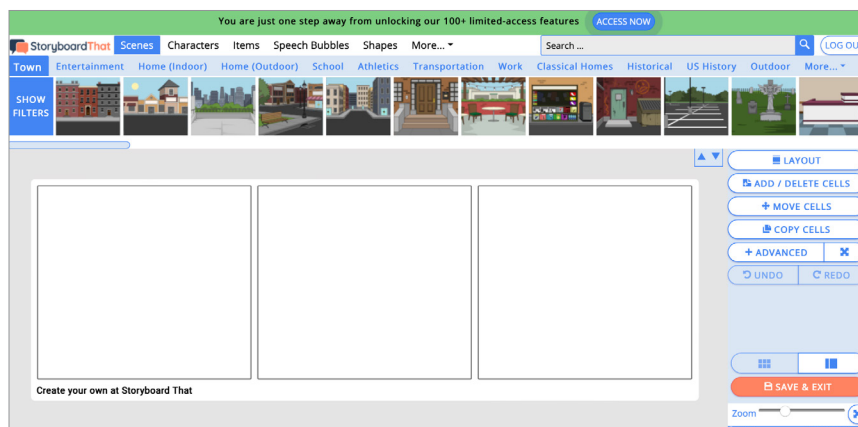 You are just one step away from unlocking our 100+ limited-access features ACCESS NOW
StoryboardThat Scenes Characters Items Speech Bubbles Shapes More... Search ... LOG OU
Town Entertainment Home (Indoor) Home (Outdoor) School Athletics Transportation Work Classical Homes Historical US History Outdoor More...
SHOW
FILTERS
LAYOUT
ADD / DELETE CELLS
MOVE CELLS
COPY CELLS
+ ADVANCED
UNDO REDO
Create your own at Storyboard That
SAVE & EXIT
Zoom